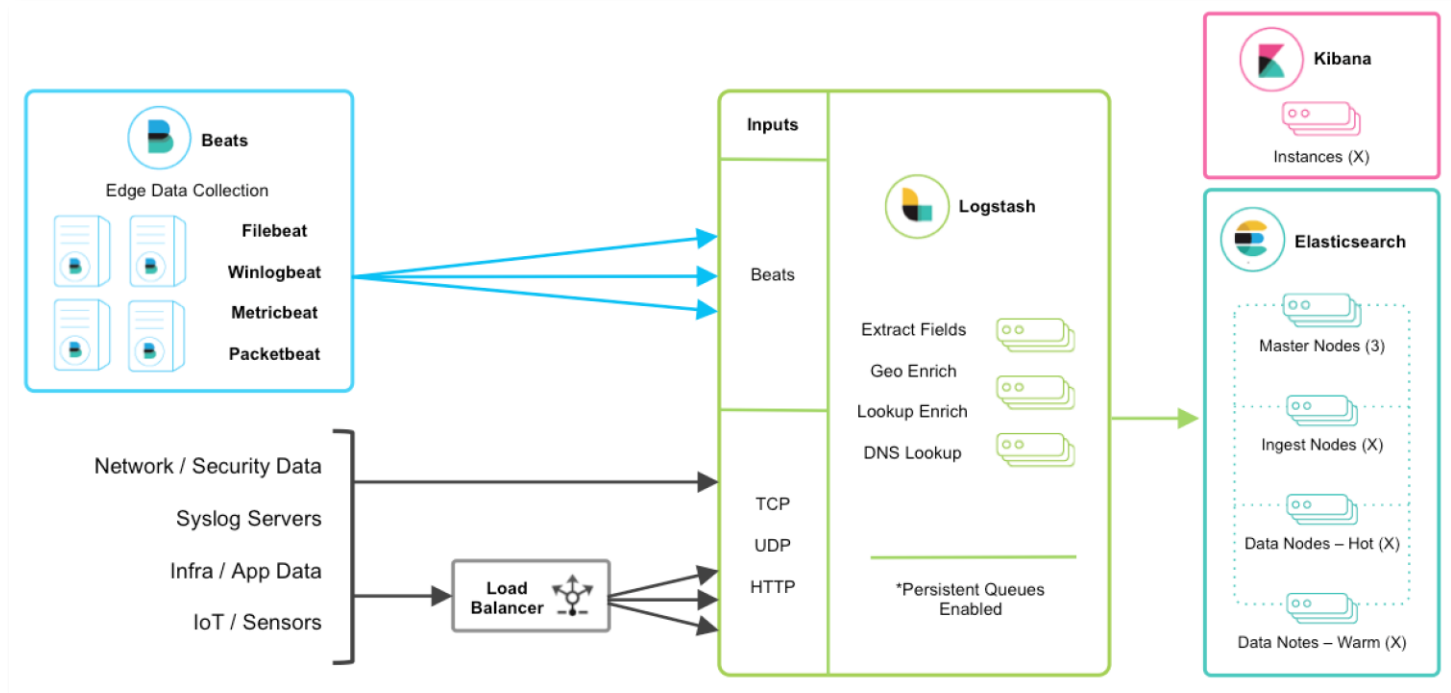 Beats
Edge Data Collection
Filebeat
Winlogbeat
Metricbeat
Packetbeat
Network / Security Data
Syslog Servers
Infra / App Data
IoT / Sensors
Load
Balancer
Inputs
Beats
TCP
UDP
HTTP
Logstash
Extract Fields
Geo Enrich
Lookup Enrich
DNS Lookup
*Persistent Queues
Enabled
Kibana
Instances (X)
Elasticsearch
Master Nodes (3)
Ingest Nodes (X)
Data Nodes – Hot (X)
Data Notes – Warm (X)